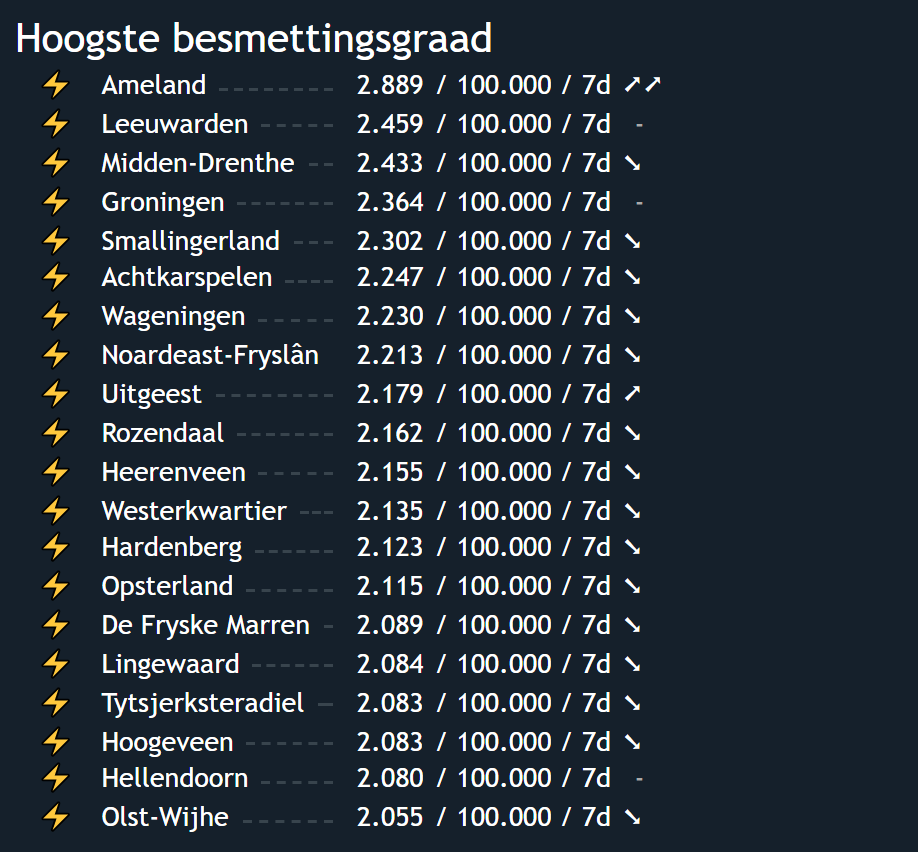 Hoogste besmettingsgraad
⚡ Ameland --------- 2.889 / 100.000 / 7d ➚➚
⚡ Leeuwarden ----- 2.459 / 100.000 / 7d -
⚡ Midden-Drenthe -- 2.433 / 100.000 / 7d ➘
⚡ Groningen ------- 2.364 / 100.000 / 7d -
⚡ Smallingerland --- 2.302 / 100.000 / 7d ➘
⚡ Achtkarspelen ---- 2.247 / 100.000 / 7d ➘
⚡ Wageningen ------ 2.230 / 100.000 / 7d ➘
⚡ Noardeast-Fryslân 2.213 / 100.000 / 7d ➘
⚡ Uitgeest --------- 2.179 / 100.000 / 7d ➚
⚡ Rozendaal ------- 2.162 / 100.000 / 7d ➘
⚡ Heerenveen ------ 2.155 / 100.000 / 7d ➘
⚡ Westerkwartier --- 2.135 / 100.000 / 7d ➘
⚡ Hardenberg ------ 2.123 / 100.000 / 7d ➘
⚡ Opsterland ------- 2.115 / 100.000 / 7d ➘
⚡ De Fryske Marren - 2.089 / 100.000 / 7d ➘
⚡ Lingewaard ------ 2.084 / 100.000 / 7d ➘
⚡ Tytsjerksteradiel - 2.083 / 100.000 / 7d ➘
⚡ Hoogeveen ------- 2.083 / 100.000 / 7d ➘
⚡ Hellendoorn ----- 2.080 / 100.000 / 7d -
⚡ Olst-Wijhe ------- 2.055 / 100.000 / 7d ➘